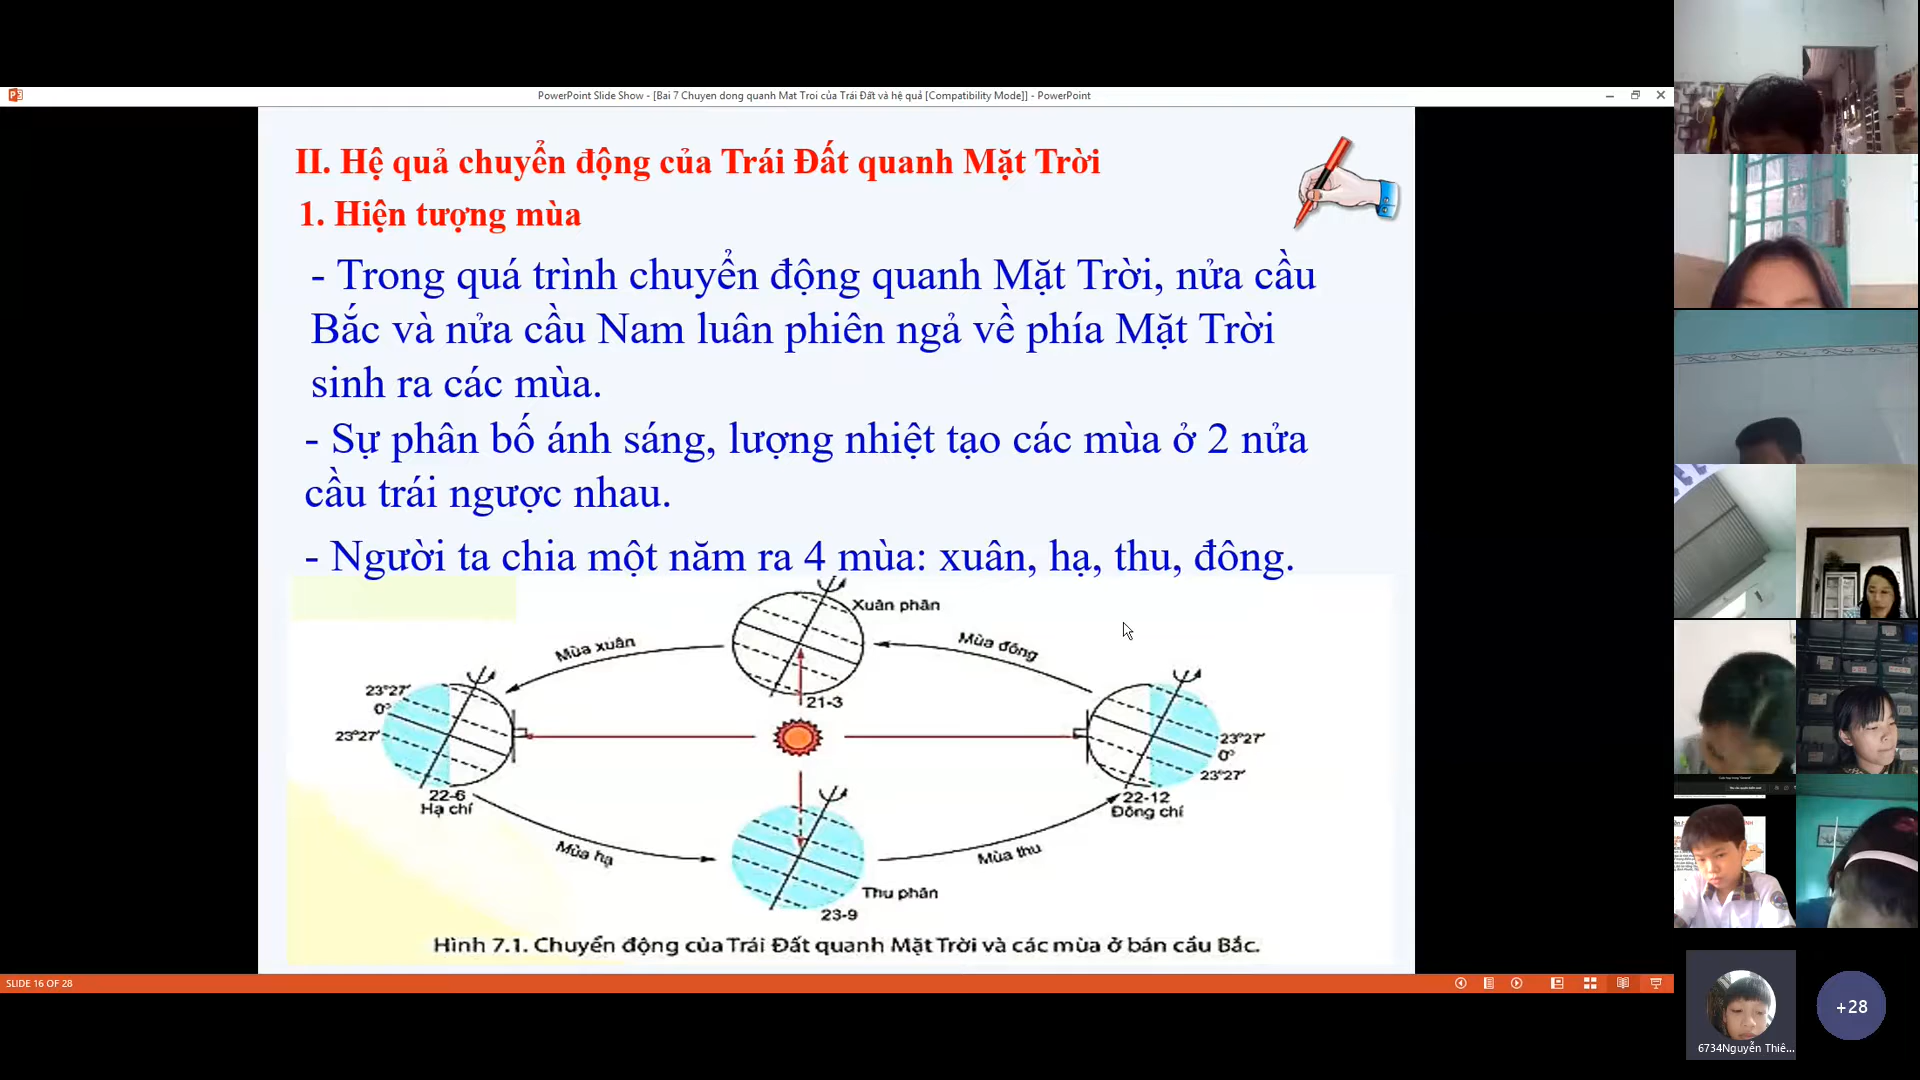 PowerPoint Slide Show - [Bai 7 Chuyen dong quanh Mat Troi của Trái Đất và hệ quả [Compatibility Mode]] - PowerPoint
II. Hệ quả chuyển động của Trái Đất quanh Mặt Trời
1. Hiện tượng mùa
- Trong quá trình chuyển động quanh Mặt Trời, nửa cầu
Bắc và nửa cầu Nam luân phiên ngả về phía Mặt Trời
sinh ra các mùa.
- Sự phân bố ánh sáng, lượng nhiệt tạo các mùa ở 2 nửa
cầu trái ngược nhau.
- Người ta chia một năm ra 4 mùa: xuân, hạ, thu, đông.
Xuân phân
Mùa xuân
Mùa đông
23°27'
0°
23°27'
21-3
23°27'
0°
23°27'
22-6
Hạ chí
22-12
Đông chí
Mùa hạ
Mùa thu
Thu phân
23-9
Hình 7.1. Chuyển động của Trái Đất quanh Mặt Trời và các mùa ở bán cầu Bắc.
SLIDE 16 OF 28
+28
6734Nguyễn Thiê...